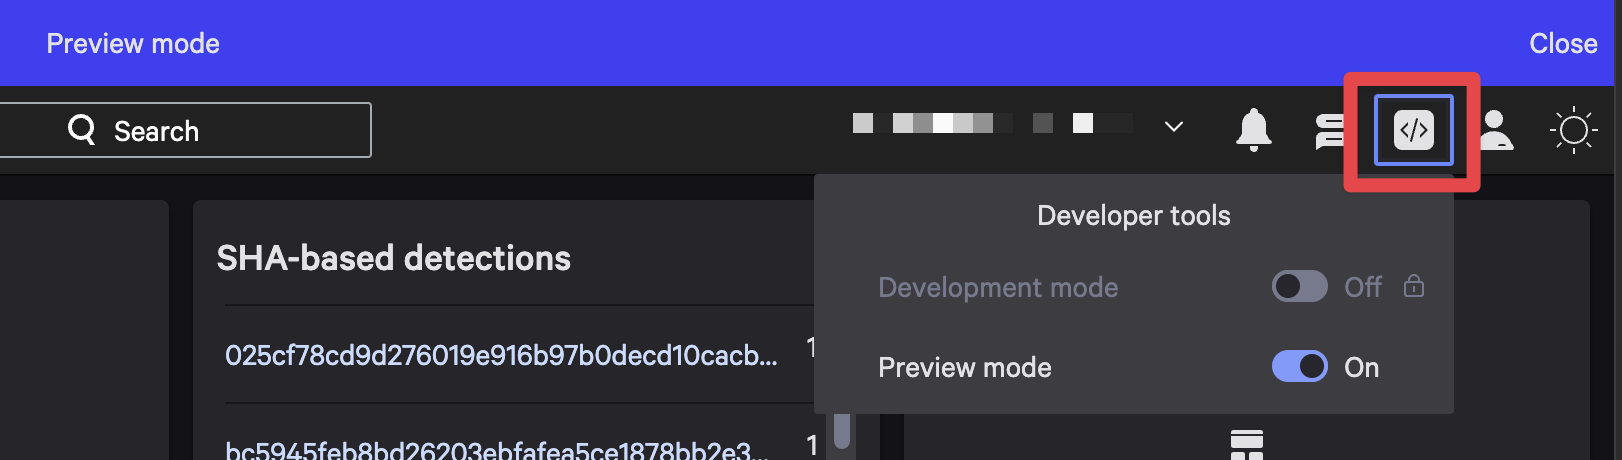 Preview mode
Close
Search
</>
Developer tools
SHA-based detections
Development mode
Off
025cf78cd9d276019e916b97b0decd10cacb...
1
Preview mode
On
bc5945feb8bd26203ebfafea5ce1878bb2e3...
1